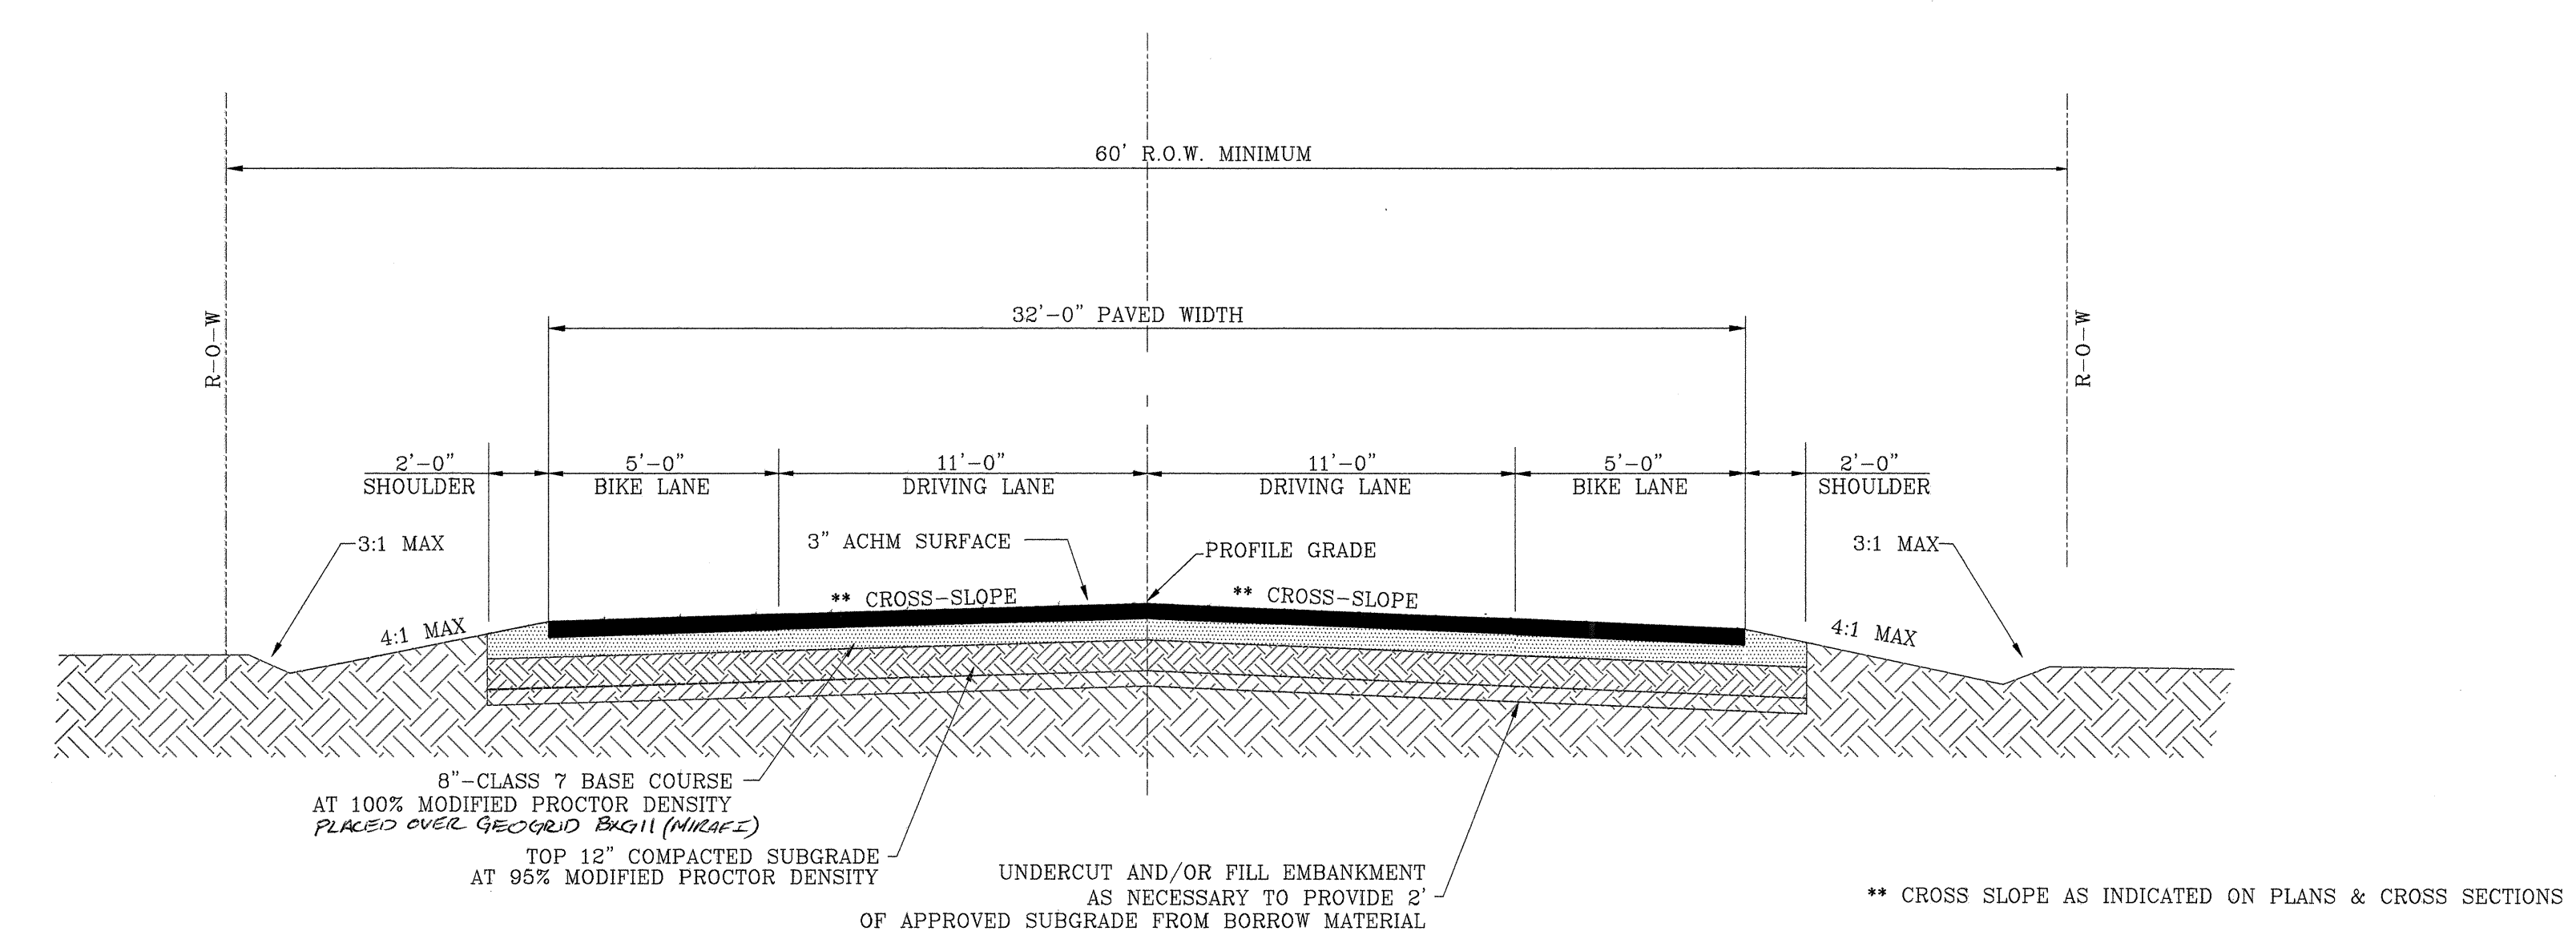 60' R.O.W. MINIMUM
R-O-W
R-O-W
32'-0" PAVED WIDTH
2'-0"
SHOULDER
5'-0"
BIKE LANE
11'-0"
DRIVING LANE
11'-0"
DRIVING LANE
5'-0"
BIKE LANE
2'-0"
SHOULDER
3:1 MAX
3" ACHM SURFACE
PROFILE GRADE
3:1 MAX
** CROSS-SLOPE
** CROSS-SLOPE
4:1 MAX
4:1 MAX
8"-CLASS 7 BASE COURSE
AT 100% MODIFIED PROCTOR DENSITY
PLACED OVER GEOGRID BXG11 (MIRAFI)
TOP 12" COMPACTED SUBGRADE
AT 95% MODIFIED PROCTOR DENSITY
UNDERCUT AND/OR FILL EMBANKMENT
AS NECESSARY TO PROVIDE 2'
OF APPROVED SUBGRADE FROM BORROW MATERIAL
** CROSS SLOPE AS INDICATED ON PLANS & CROSS SECTIONS